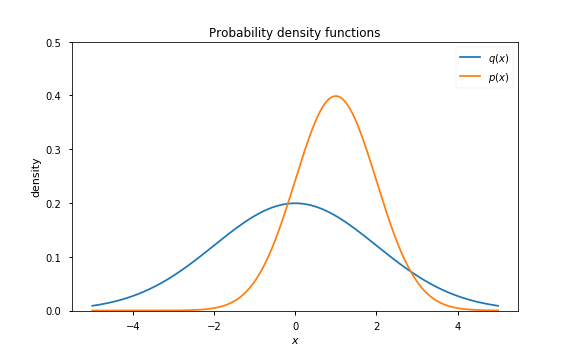 Probability density functions
q(x)
p(x)
density
0.5
0.4
0.3
0.2
0.1
0.0
−4 −2 0 2 4
x